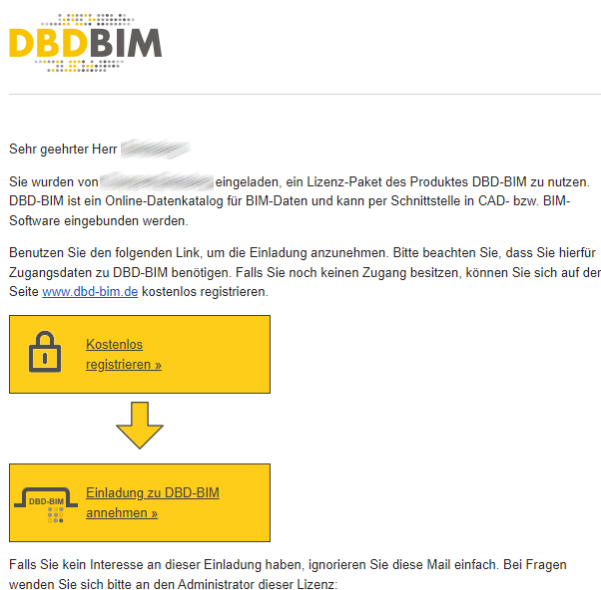 DBDBIM
Sehr geehrter Herr
Sie wurden von eingeladen, ein Lizenz-Paket des Produktes DBD-BIM zu nutzen.
DBD-BIM ist ein Online-Datenkatalog für BIM-Daten und kann per Schnittstelle in CAD- bzw. BIM-
Software eingebunden werden.
Benutzen Sie den folgenden Link, um die Einladung anzunehmen. Bitte beachten Sie, dass Sie hierfür
Zugangsdaten zu DBD-BIM benötigen. Falls Sie noch keinen Zugang besitzen, können Sie sich auf der
Seite www.dbd-bim.de kostenlos registrieren.
Kostenlos
registrieren »
DBD-BIM
Einladung zu DBD-BIM
annehmen »
Falls Sie kein Interesse an dieser Einladung haben, ignorieren Sie diese Mail einfach. Bei Fragen
wenden Sie sich bitte an den Administrator dieser Lizenz: